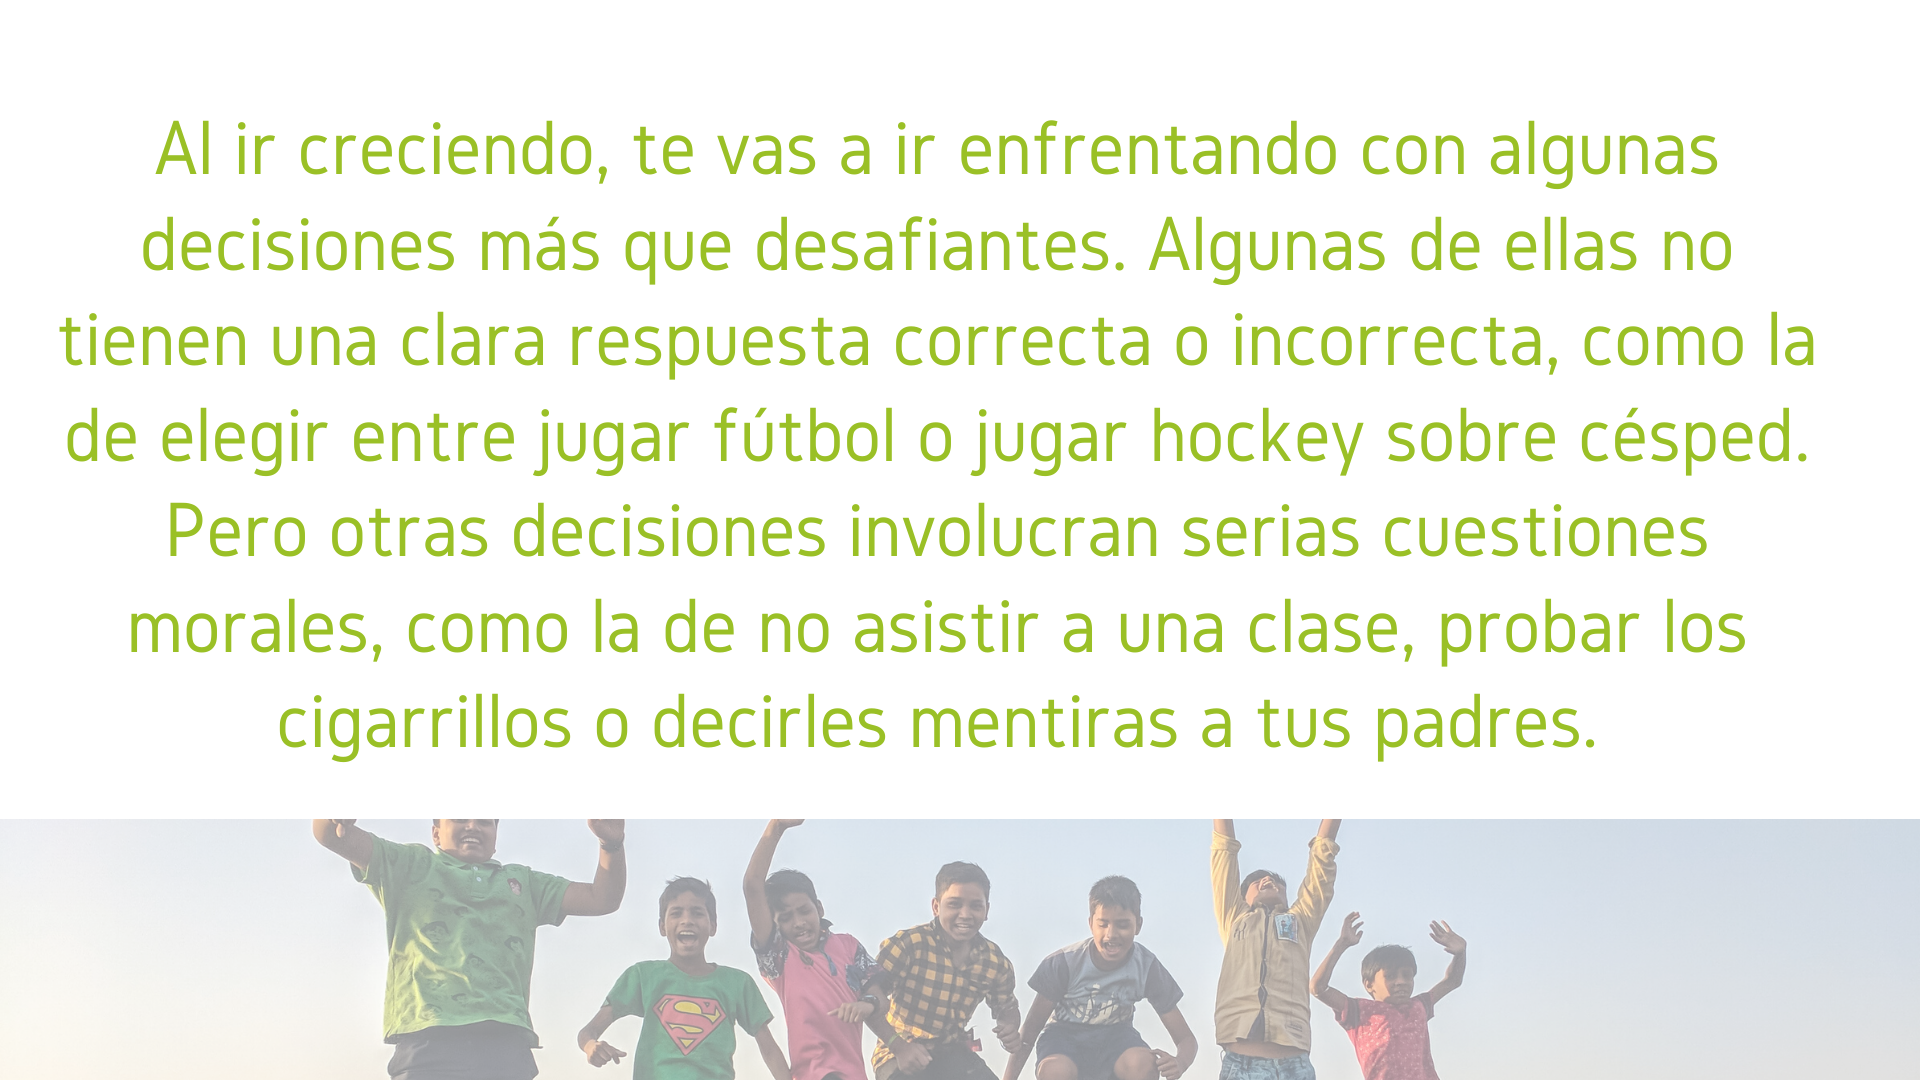 Al ir creciendo, te vas a ir enfrentando con algunas
decisiones más que desafiantes. Algunas de ellas no
tienen una clara respuesta correcta o incorrecta, como la
de elegir entre jugar fútbol o jugar hockey sobre césped.
Pero otras decisiones involucran serias cuestiones
morales, como la de no asistir a una clase, probar los
cigarrillos o decirles mentiras a tus padres.